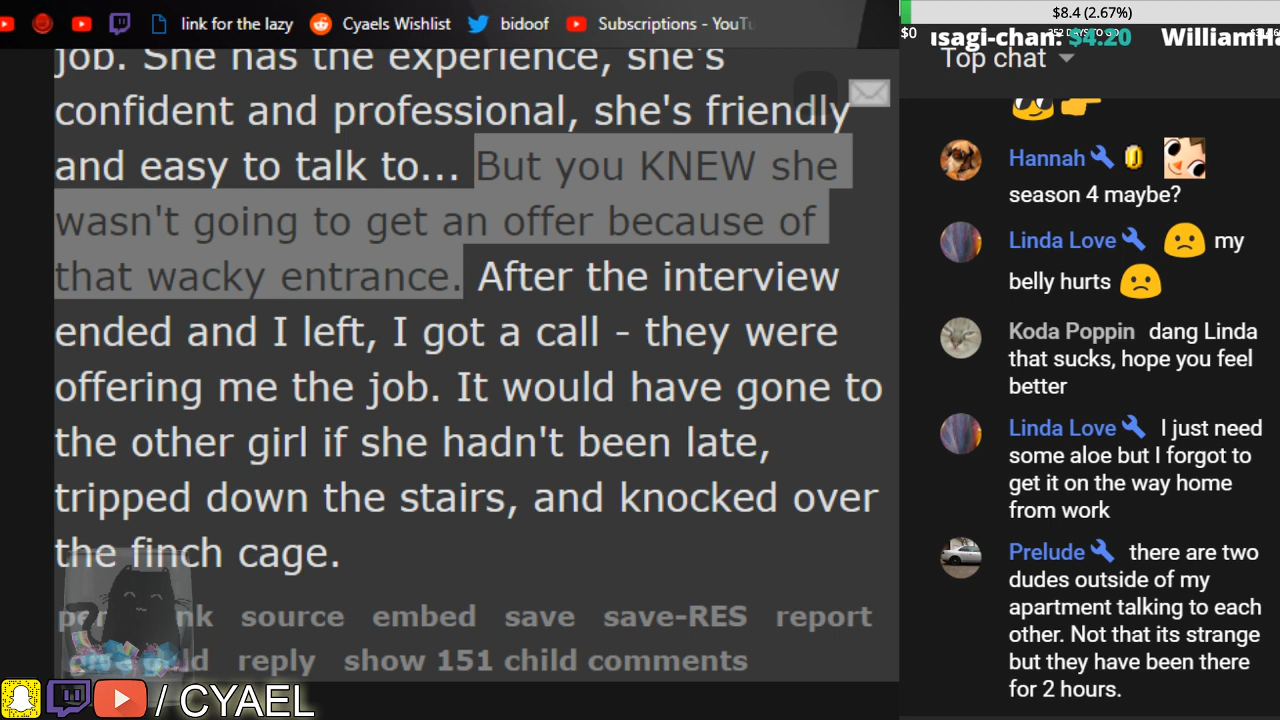 link for the lazy
Cyaels Wishlist
bidoof
Subscriptions - YouTu
$8.4 (2.67%)
$0
usagi-chan: $4.20 WilliamHa
Top chat
job. She has the experience, she's
confident and professional, she's friendly
and easy to talk to... But you KNEW she
wasn't going to get an offer because of
that wacky entrance. After the interview
ended and I left, I got a call - they were
offering me the job. It would have gone to
the other girl if she hadn't been late,
tripped down the stairs, and knocked over
the finch cage.
source embed save save-RES report
reply show 151 child comments
/ CYAEL
Hannah
season 4 maybe?
Linda Love my
belly hurts
Koda Poppin dang Linda
that sucks, hope you feel
better
Linda Love I just need
some aloe but I forgot to
get it on the way home
from work
Prelude there are two
dudes outside of my
apartment talking to each
other. Not that its strange
but they have been there
for 2 hours.